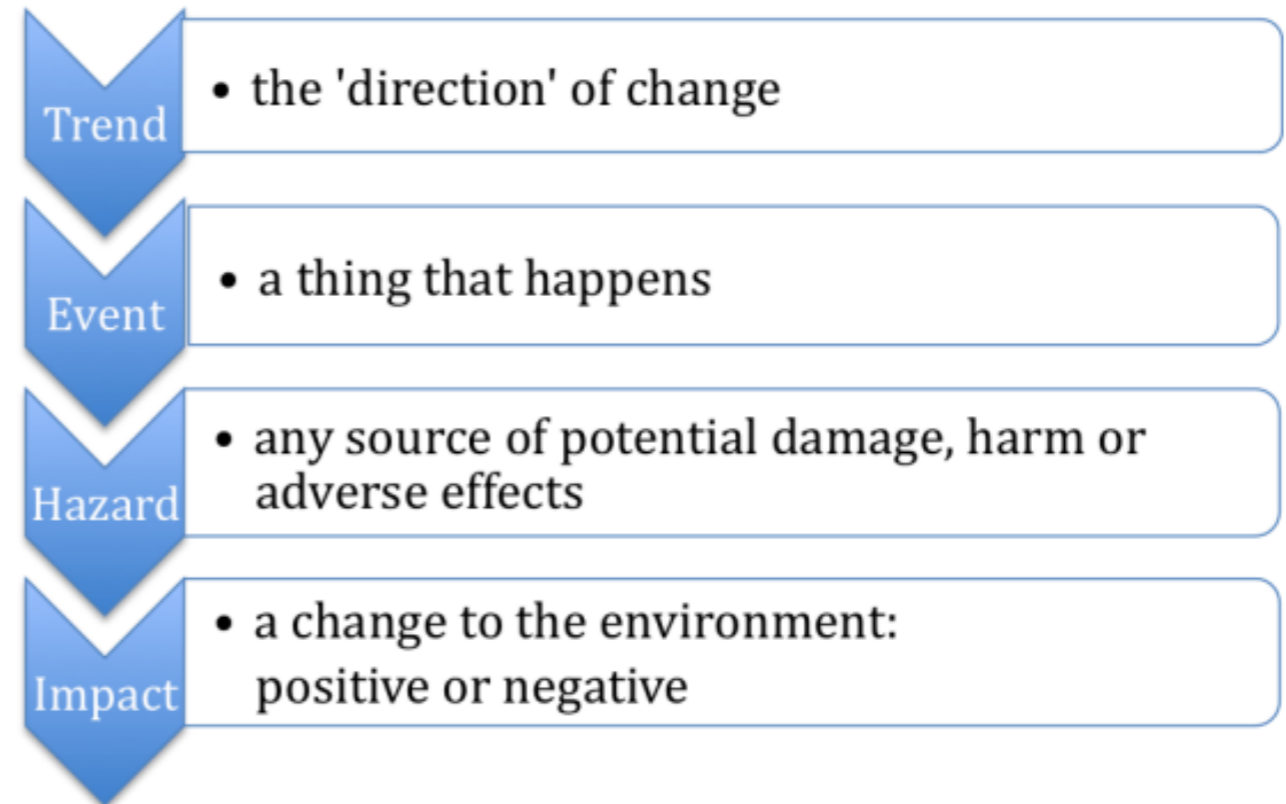 Trend
• the 'direction' of change
Event
• a thing that happens
Hazard
• any source of potential damage, harm or
adverse effects
Impact
• a change to the environment:
positive or negative